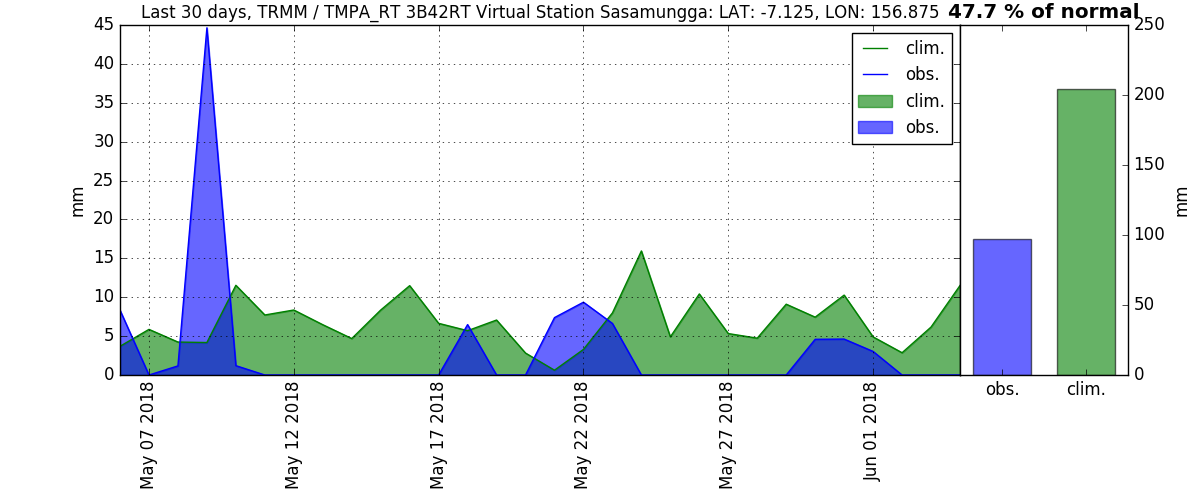 Last 30 days, TRMM / TMPA_RT 3B42RT Virtual Station Sasamungga: LAT: -7.125, LON: 156.875 47.7 % of normal
45
40
35
30
25
20
15
10
5
0
mm
clim.
obs.
clim.
obs.
May 07 2018
May 12 2018
May 17 2018
May 22 2018
May 27 2018
Jun 01 2018
250
200
150
100
50
0
mm
obs.
clim.